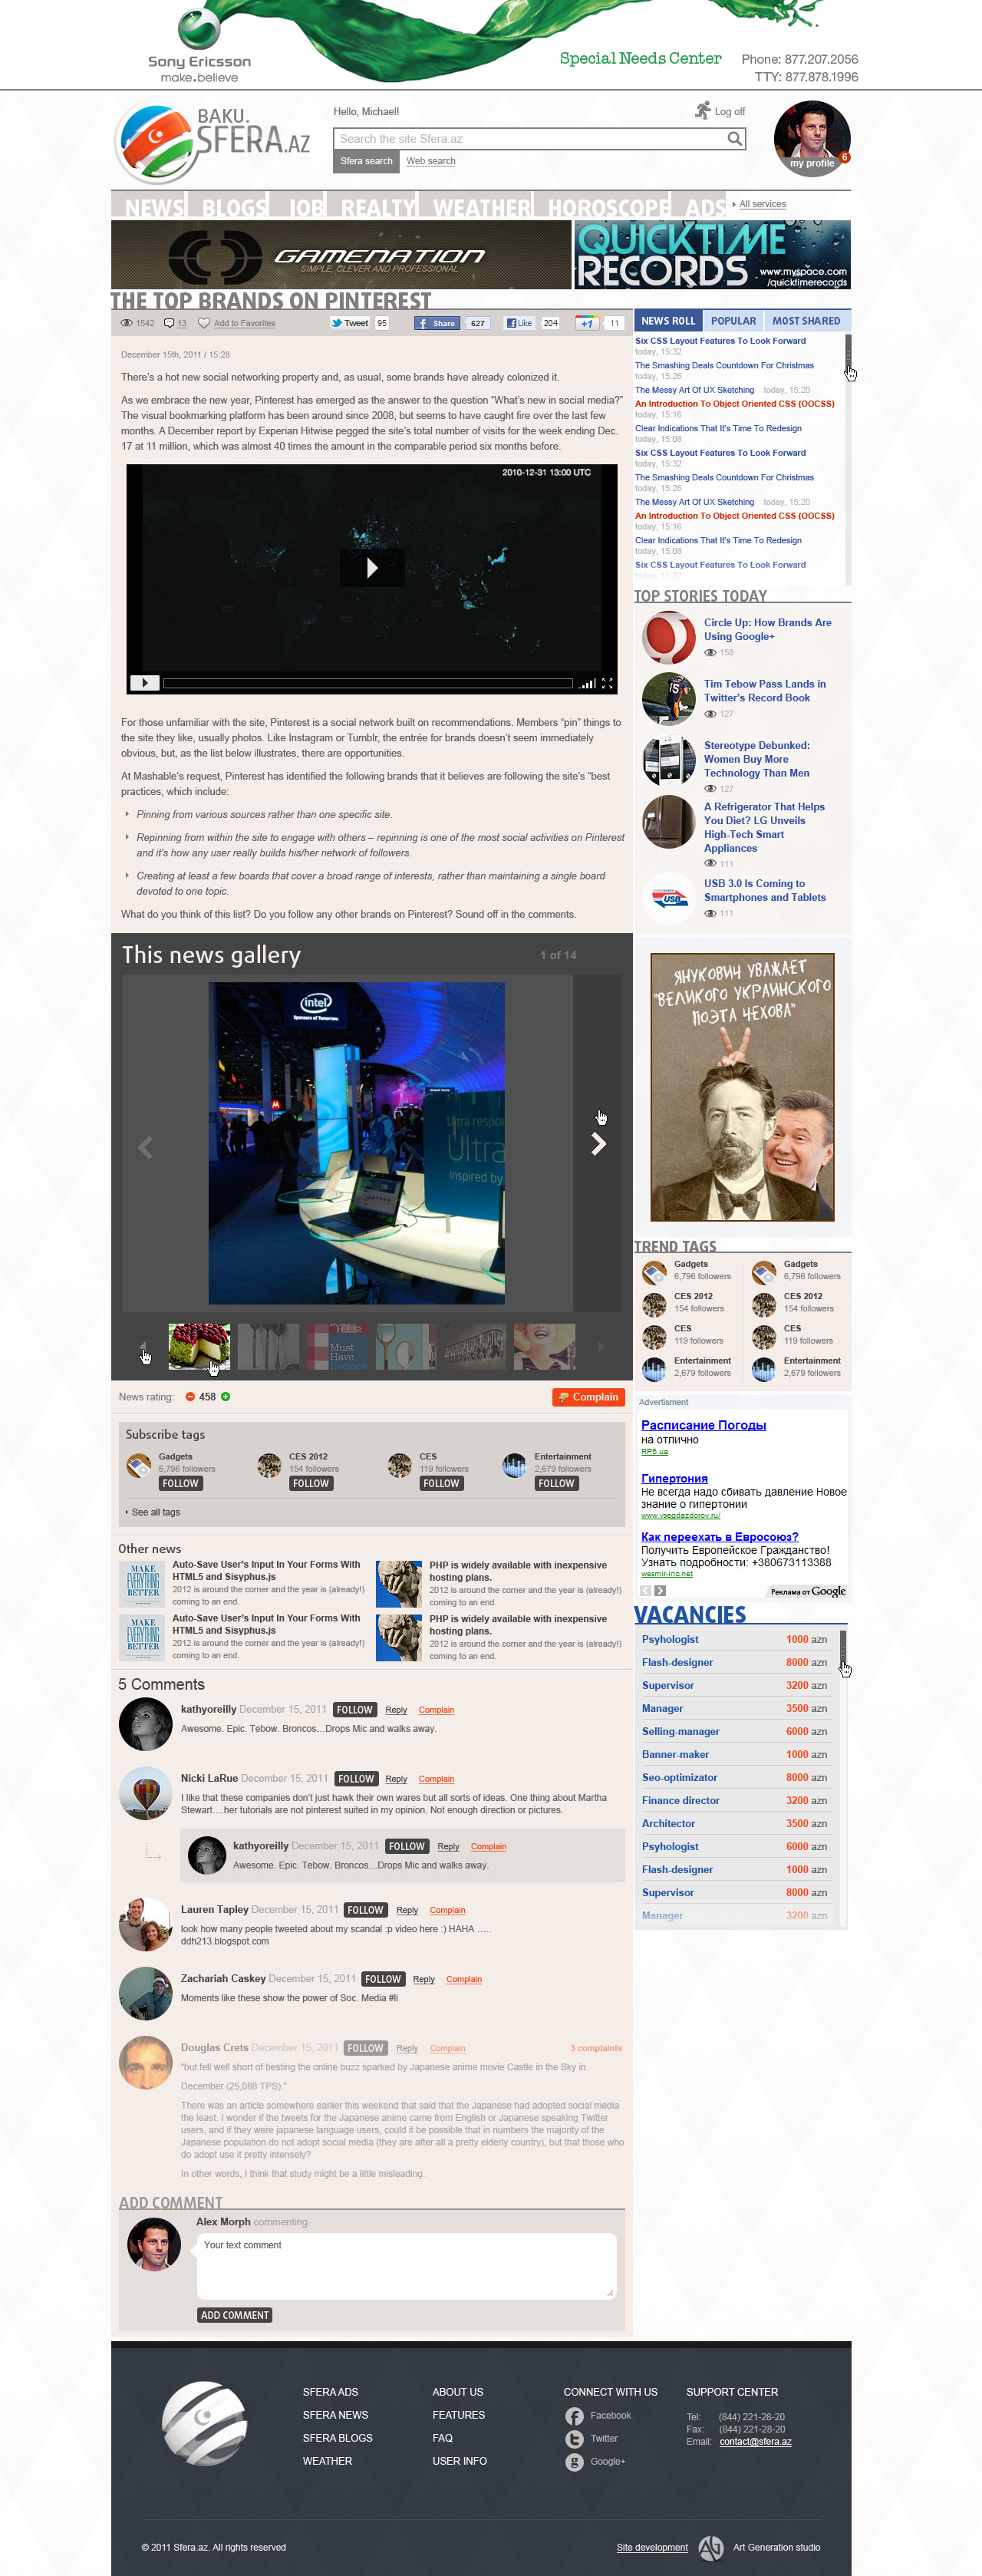 Sony Ericsson
make.believe
Special Needs Center
Phone: 877.207.2056
TTY: 877.878.1996
BAKU.
SFERA.AZ
Hello, Michael!
Log off
Search the site Sfera.az
Sfera search
Web search
my profile
6
NEWS
BLOGS
JOB
REALTY
WEATHER
HOROSCOPE
ADS
All services
GAMENATION
SIMPLE, CLEVER AND PROFESSIONAL
QUICKTIME
RECORDS
www.myspace.com
/quicktimerecords
THE TOP BRANDS ON PINTEREST
1542
13
Add to Favorites
Tweet
95
Share
627
Like
204
+1
11
December 15th, 2011 / 15:28
There's a hot new social networking property and, as usual, some brands have already colonized it.
As we embrace the new year, Pinterest has emerged as the answer to the question “What's new in social media?”
The visual bookmarking platform has been around since 2008, but seems to have caught fire over the last few
months. A December report by Experian Hitwise pegged the site's total number of visits for the week ending Dec.
17 at 11 million, which was almost 40 times the amount in the comparable period six months before.
2010-12-31 13:00 UTC
For those unfamiliar with the site, Pinterest is a social network built on recommendations. Members “pin” things to
the site they like, usually photos. Like Instagram or Tumblr, the entrée for brands doesn't seem immediately
obvious, but, as the list below illustrates, there are opportunities.
At Mashable's request, Pinterest has identified the following brands that it believes are following the site's “best
practices, which include:
Pinning from various sources rather than one specific site.
Repinning from within the site to engage with others – repinning is one of the most social activities on Pinterest
and it's how any user really builds his/her network of followers.
Creating at least a few boards that cover a broad range of interests, rather than maintaining a single board
devoted to one topic.
What do you think of this list? Do you follow any other brands on Pinterest? Sound off in the comments.
This news gallery
1 of 14
intel
Sponsors of Tomorrow.
Ultra respon
Ultra
Inspired by
Must
Have
Recipes
News rating:
458
Complain
Subscribe tags
Gadgets
6,796 followers
FOLLOW
CES 2012
154 followers
FOLLOW
CES
119 followers
FOLLOW
Entertainment
2,679 followers
FOLLOW
See all tags
Other news
MAKE
EVERYTHING
BETTER
Auto-Save User's Input In Your Forms With
HTML5 and Sisyphus.js
2012 is around the corner and the year is (already!)
coming to an end.
PHP is widely available with inexpensive
hosting plans.
2012 is around the corner and the year is (already!)
coming to an end.
MAKE
EVERYTHING
BETTER
Auto-Save User's Input In Your Forms With
HTML5 and Sisyphus.js
2012 is around the corner and the year is (already!)
coming to an end.
PHP is widely available with inexpensive
hosting plans.
2012 is around the corner and the year is (already!)
coming to an end.
5 Comments
kathyoreilly December 15, 2011 FOLLOW Reply Complain
Awesome. Epic. Tebow. Broncos…Drops Mic and walks away.
Nicki LaRue December 15, 2011 FOLLOW Reply Complain
I like that these companies don't just hawk their own wares but all sorts of ideas. One thing about Martha
Stewart….her tutorials are not pinterest suited in my opinion. Not enough direction or pictures.
kathyoreilly December 15, 2011 FOLLOW Reply Complain
Awesome. Epic. Tebow. Broncos…Drops Mic and walks away.
Lauren Tapley December 15, 2011 FOLLOW Reply Complain
look how many people tweeted about my scandal :p video here :) HAHA …..
ddh213.blogspot.com
Zachariah Caskey December 15, 2011 FOLLOW Reply Complain
Moments like these show the power of Soc. Media #li
Douglas Crets December 15, 2011 FOLLOW Reply Complain
3 complaints
“but fell well short of besting the online buzz sparked by Japanese anime movie Castle in the Sky in
December (25,088 TPS).”
There was an article somewhere earlier this weekend that said that the Japanese had adopted social media
the least. I wonder if the tweets for the Japanese anime came from English or Japanese speaking Twitter
users, and if they were japanese language users, could it be possible that in numbers the majority of the
Japanese population do not adopt social media (they are after all a pretty elderly country), but that those who
do adopt use it pretty intensely?
In other words, I think that study might be a little misleading.
ADD COMMENT
Alex Morph commenting
Your text comment
ADD COMMENT
NEWS ROLL
POPULAR
MOST SHARED
Six CSS Layout Features To Look Forward
today, 15:32
The Smashing Deals Countdown For Christmas
today, 15:26
The Messy Art Of UX Sketching today, 15:20
An Introduction To Object Oriented CSS (OOCSS)
today, 15:16
Clear Indications That It's Time To Redesign
today, 15:08
Six CSS Layout Features To Look Forward
today, 15:32
The Smashing Deals Countdown For Christmas
today, 15:26
The Messy Art Of UX Sketching today, 15:20
An Introduction To Object Oriented CSS (OOCSS)
today, 15:16
Clear Indications That It's Time To Redesign
today, 15:08
Six CSS Layout Features To Look Forward
today, 15:32
TOP STORIES TODAY
Circle Up: How Brands Are
Using Google+
158
Tim Tebow Pass Lands in
Twitter's Record Book
127
Stereotype Debunked:
Women Buy More
Technology Than Men
127
A Refrigerator That Helps
You Diet? LG Unveils
High-Tech Smart
Appliances
111
USB
USB 3.0 Is Coming to
Smartphones and Tablets
111
ЯНУКОВИЧ УВАЖАЕТ
"ВЕЛИКОГО УКРАИНСКОГО
ПОЭТА ЧЕХОВА"
TREND TAGS
Gadgets
6,796 followers
Gadgets
6,796 followers
CES 2012
154 followers
CES 2012
154 followers
CES
119 followers
CES
119 followers
Entertainment
2,679 followers
Entertainment
2,679 followers
Advertisment
Расписание Погоды
на отлично
RP5.ua
Гипертония
Не всегда надо сбивать давление Новое
знание о гипертонии
www.vsegdazdorov.ru/
Как переехать в Евросоюз?
Получить Европейское Гражданство!
Узнать подробности: +380673113388
wesmir-inc.net
Реклама от Google
VACANCIES
Psyhologist 1000 azn
Flash-designer 8000 azn
Supervisor 3200 azn
Manager 3500 azn
Selling-manager 6000 azn
Banner-maker 1000 azn
Seo-optimizator 8000 azn
Finance director 3200 azn
Architector 3500 azn
Psyhologist 6000 azn
Flash-designer 1000 azn
Supervisor 8000 azn
Manager 3200 azn
SFERA ADS
SFERA NEWS
SFERA BLOGS
WEATHER
ABOUT US
FEATURES
FAQ
USER INFO
CONNECT WITH US
Facebook
Twitter
Google+
SUPPORT CENTER
Tel: (844) 221-28-20
Fax: (844) 221-28-20
Email: contact@sfera.az
© 2011 Sfera.az. All rights reserved
Site development
Art Generation studio